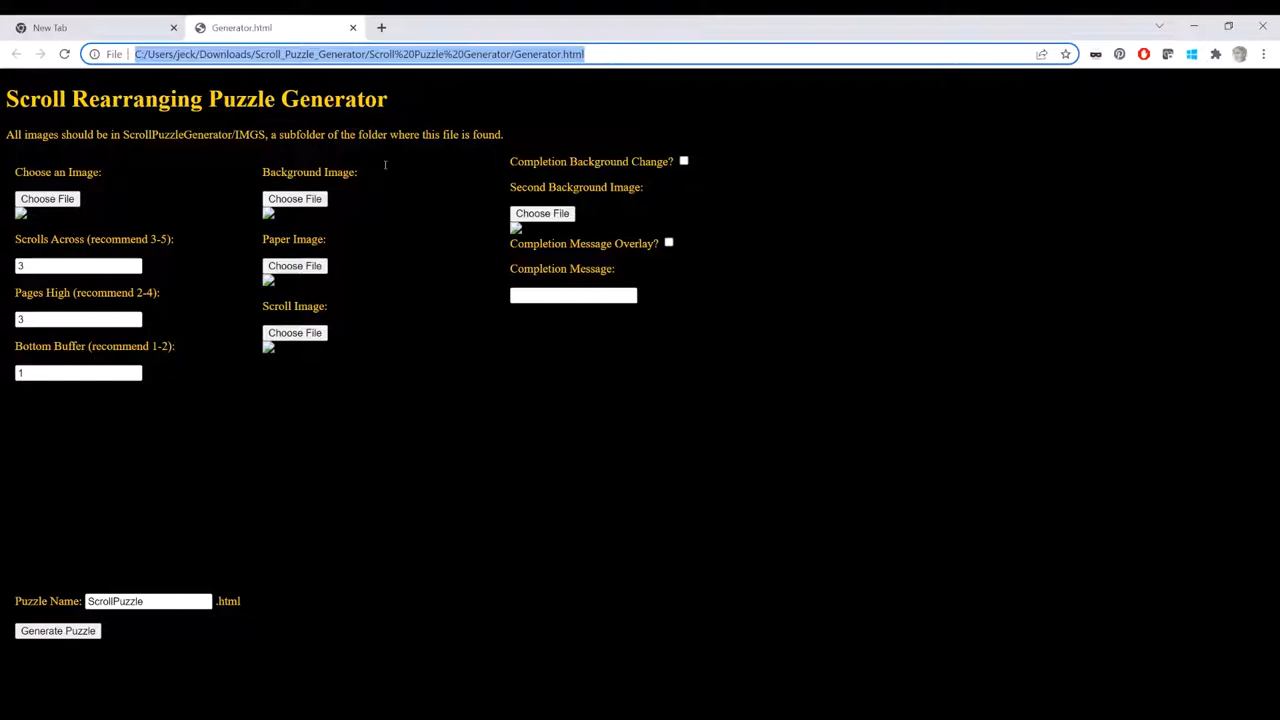 New Tab
Generator.html
File
C:/Users/jeck/Downloads/Scroll_Puzzle_Generator/Scroll%20Puzzle%20Generator/Generator.html
Scroll Rearranging Puzzle Generator
All images should be in ScrollPuzzleGenerator/IMGS, a subfolder of the folder where this file is found.
Choose an Image:
Choose File
Scrolls Across (recommend 3-5):
3
Pages High (recommend 2-4):
3
Bottom Buffer (recommend 1-2):
1
Background Image:
Choose File
Paper Image:
Choose File
Scroll Image:
Choose File
Completion Background Change?
Second Background Image:
Choose File
Completion Message Overlay?
Completion Message:
Puzzle Name: ScrollPuzzle .html
Generate Puzzle